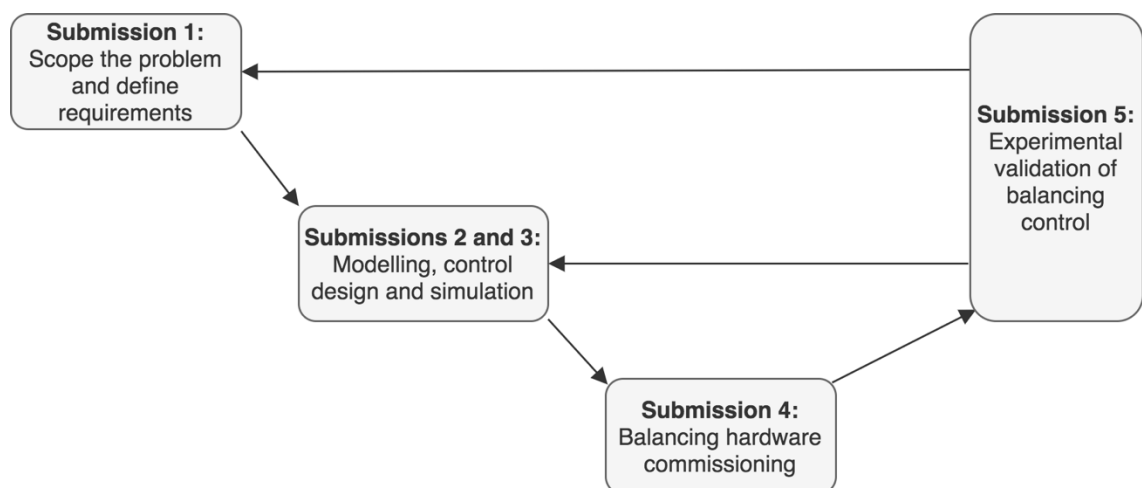 Submission 1:
Scope the problem
and define
requirements
Submissions 2 and 3:
Modelling, control
design and simulation
Submission 4:
Balancing hardware
commissioning
Submission 5:
Experimental
validation of
balancing
control